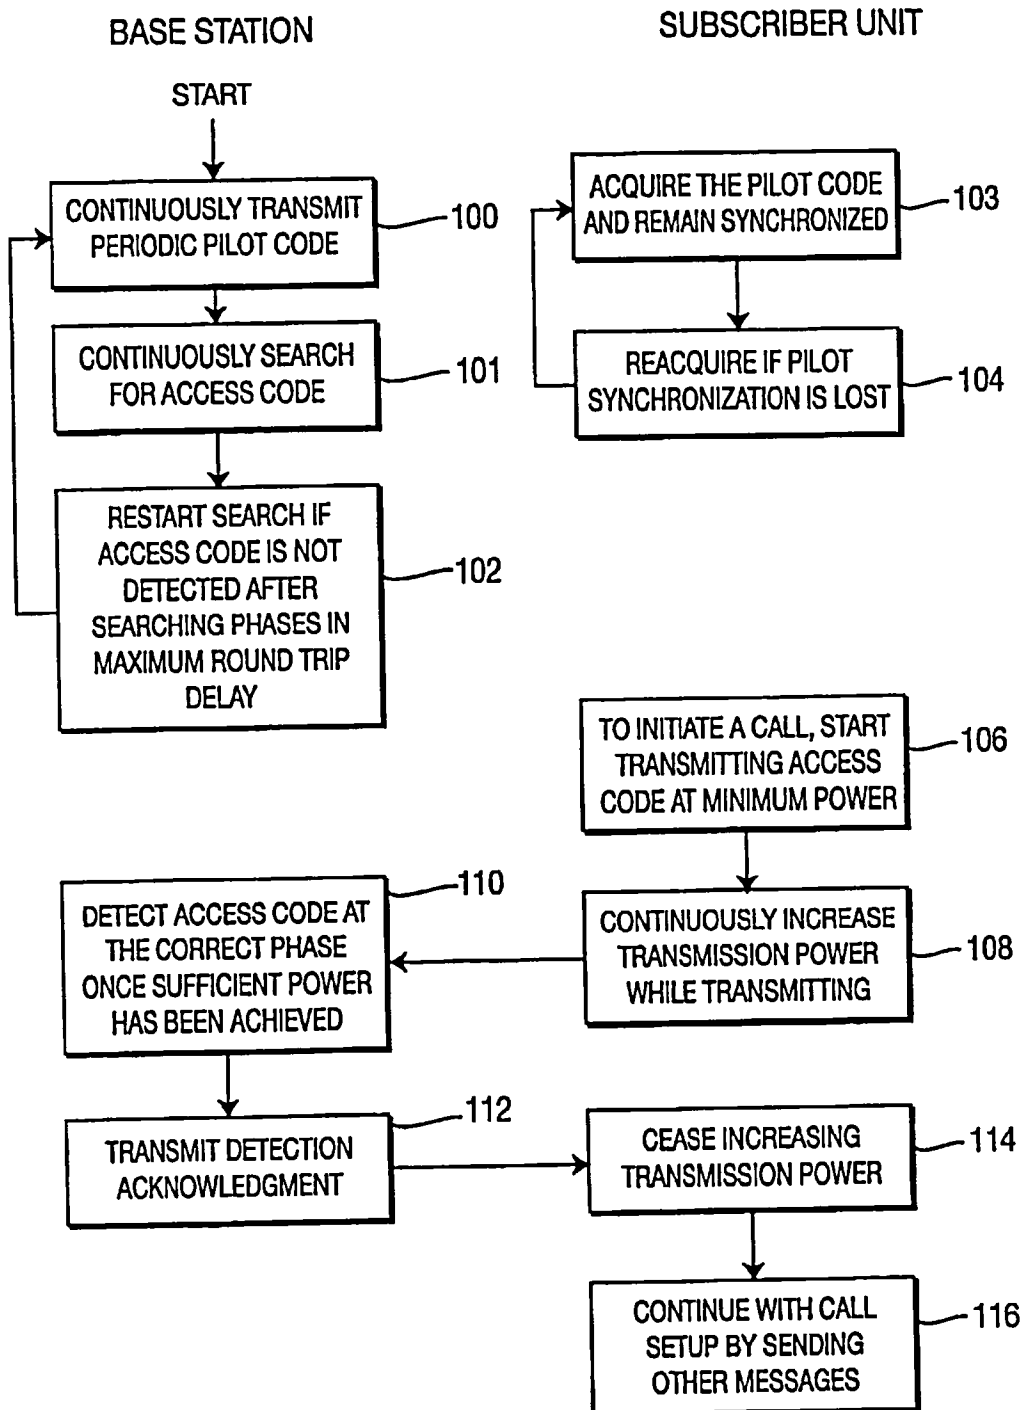 BASE STATION
SUBSCRIBER UNIT
START
CONTINUOUSLY TRANSMIT
PERIODIC PILOT CODE
100
CONTINUOUSLY SEARCH
FOR ACCESS CODE
101
RESTART SEARCH IF
ACCESS CODE IS NOT
DETECTED AFTER
SEARCHING PHASES IN
MAXIMUM ROUND TRIP
DELAY
102
ACQUIRE THE PILOT CODE
AND REMAIN SYNCHRONIZED
103
REACQUIRE IF PILOT
SYNCHRONIZATION IS LOST
104
TO INITIATE A CALL, START
TRANSMITTING ACCESS
CODE AT MINIMUM POWER
106
CONTINUOUSLY INCREASE
TRANSMISSION POWER
WHILE TRANSMITTING
108
DETECT ACCESS CODE AT
THE CORRECT PHASE
ONCE SUFFICIENT POWER
HAS BEEN ACHIEVED
110
TRANSMIT DETECTION
ACKNOWLEDGMENT
112
CEASE INCREASING
TRANSMISSION POWER
114
CONTINUE WITH CALL
SETUP BY SENDING
OTHER MESSAGES
116